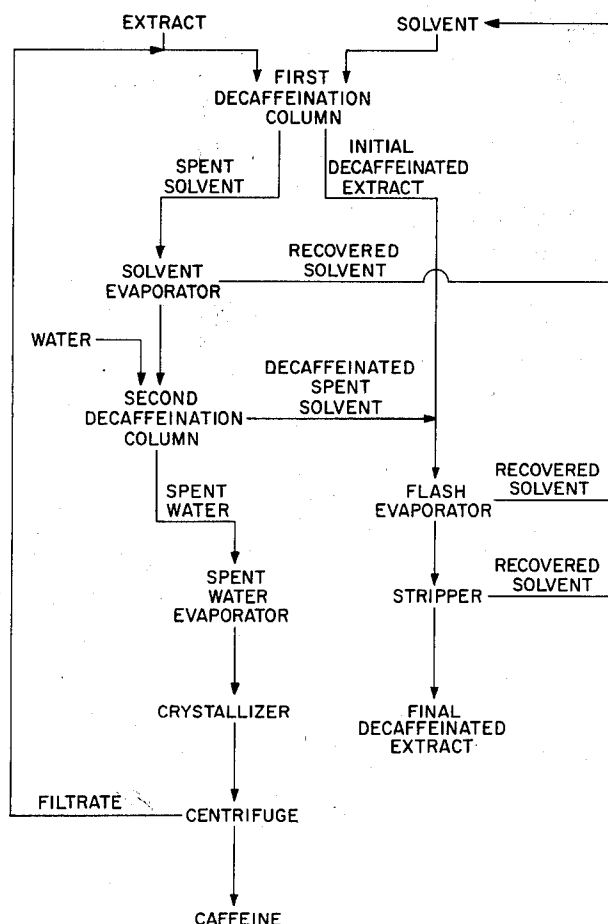 EXTRACT
SOLVENT
FIRST
DECAFFEINATION
COLUMN
SPENT
SOLVENT
INITIAL
DECAFFEINATED
EXTRACT
SOLVENT
EVAPORATOR
RECOVERED
SOLVENT
WATER
SECOND
DECAFFEINATION
COLUMN
DECAFFEINATED
SPENT
SOLVENT
SPENT
WATER
FLASH
EVAPORATOR
RECOVERED
SOLVENT
SPENT
WATER
EVAPORATOR
STRIPPER
RECOVERED
SOLVENT
CRYSTALLIZER
FINAL
DECAFFEINATED
EXTRACT
FILTRATE
CENTRIFUGE
CAFFEINE